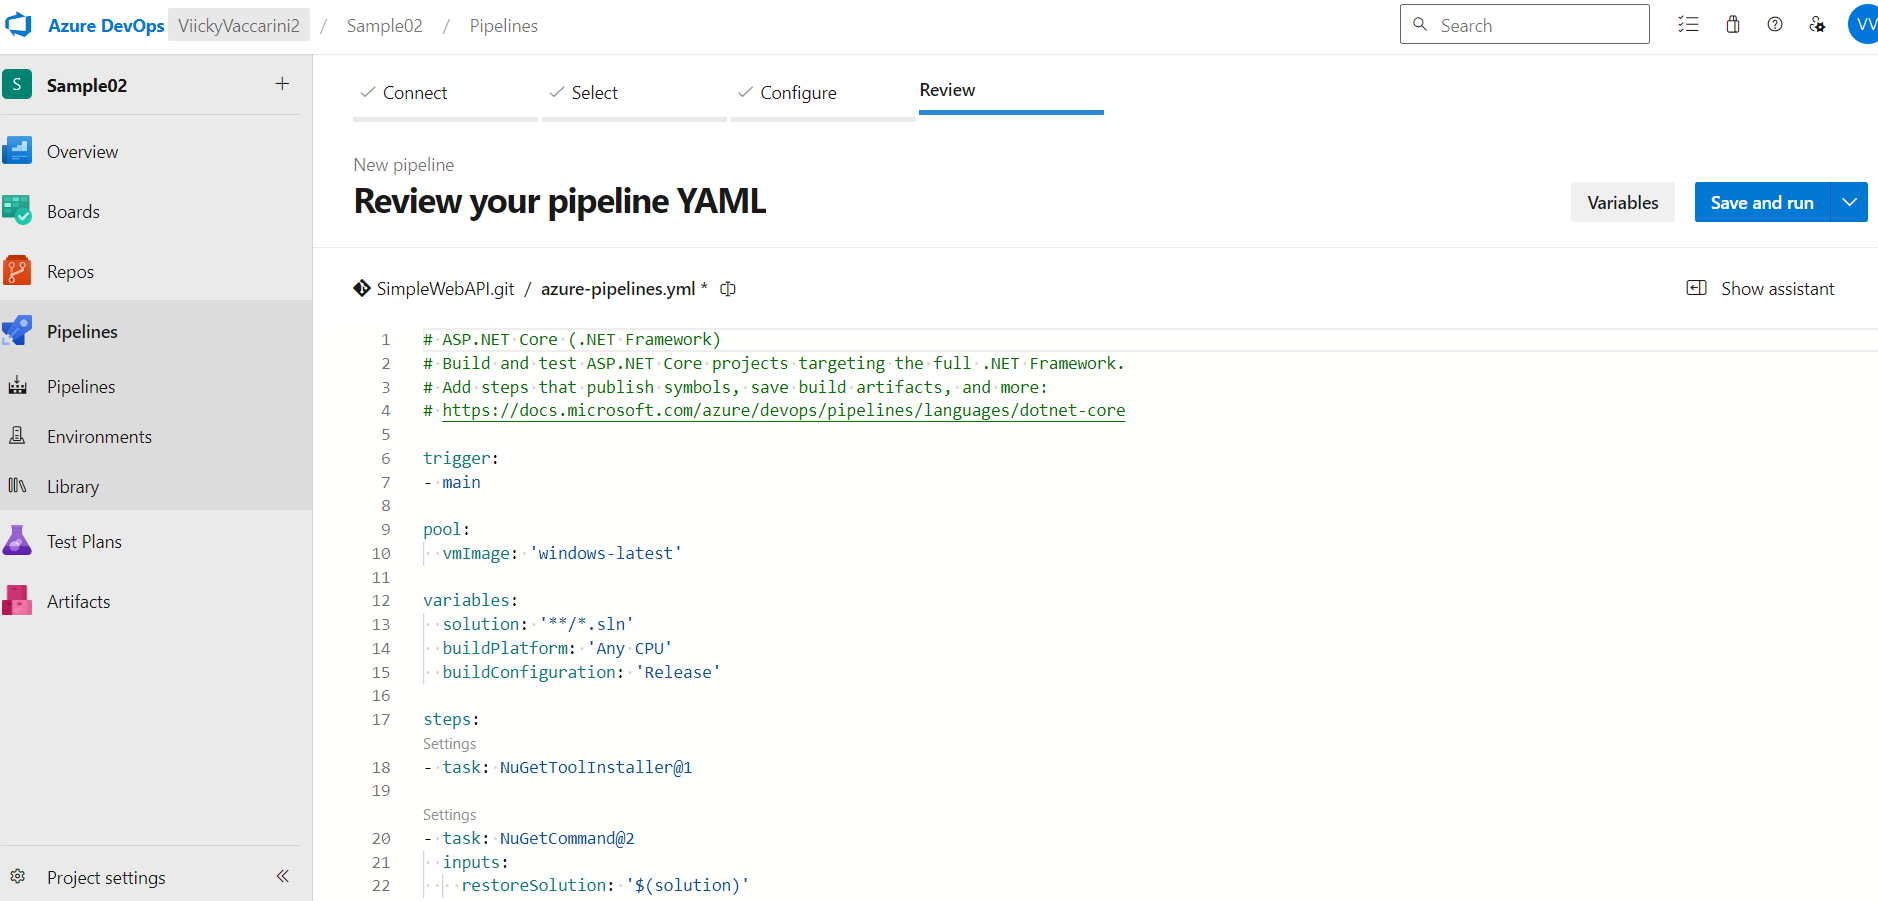 Azure DevOps ViickyVaccarini2 / Sample02 / Pipelines Search VV
S Sample02 +
Overview
Boards
Repos
Pipelines
Pipelines
Environments
Library
Test Plans
Artifacts
Project settings
Connect Select Configure Review
New pipeline
Review your pipeline YAML
Variables Save and run
SimpleWebAPI.git / azure-pipelines.yml *
Show assistant
1 # ASP.NET Core (.NET Framework)
2 # Build and test ASP.NET Core projects targeting the full .NET Framework.
3 # Add steps that publish symbols, save build artifacts, and more:
4 # https://docs.microsoft.com/azure/devops/pipelines/languages/dotnet-core
5
6 trigger:
7 - main
8
9 pool:
10 vmImage: 'windows-latest'
11
12 variables:
13 solution: '**/*.sln'
14 buildPlatform: 'Any CPU'
15 buildConfiguration: 'Release'
16
17 steps:
Settings
18 - task: NuGetToolInstaller@1
19
Settings
20 - task: NuGetCommand@2
21 inputs:
22 restoreSolution: '$(solution)'